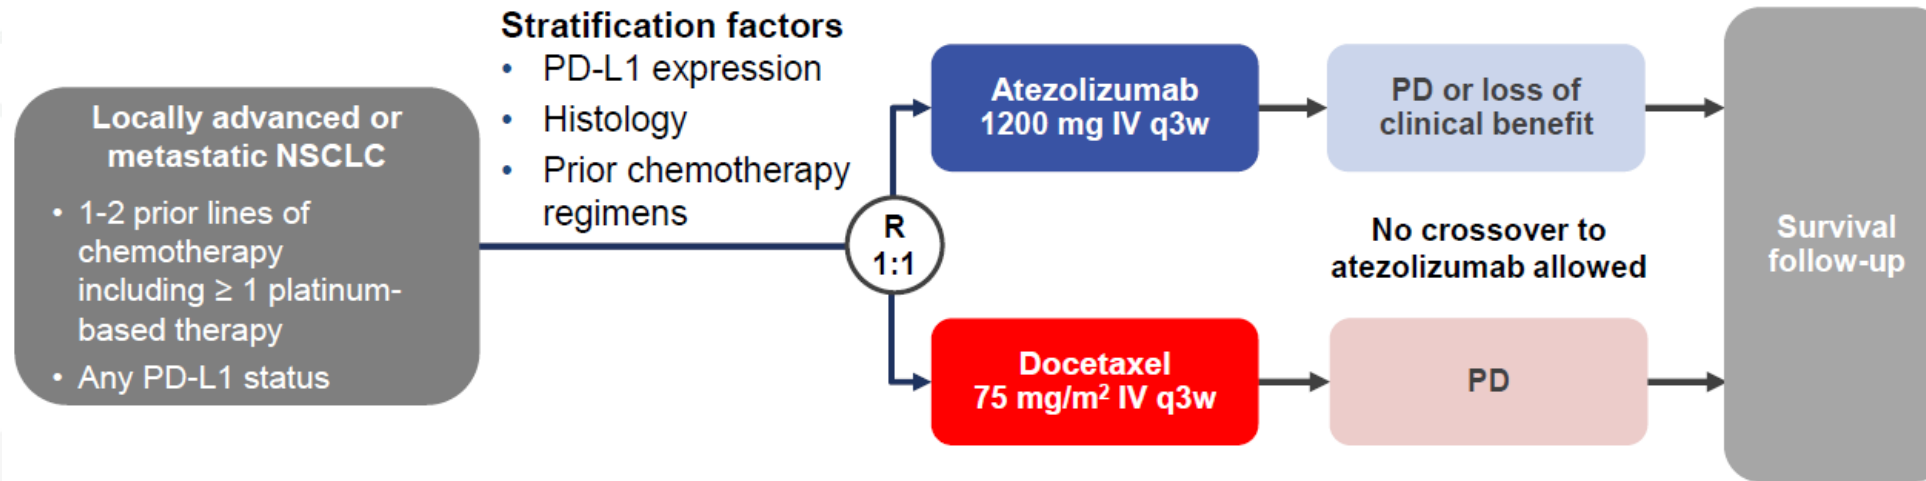 Locally advanced or
metastatic NSCLC
• 1-2 prior lines of
chemotherapy
including ≥ 1 platinum-
based therapy
• Any PD-L1 status
Stratification factors
• PD-L1 expression
• Histology
• Prior chemotherapy
regimens
R
1:1
Atezolizumab
1200 mg IV q3w
PD or loss of
clinical benefit
No crossover to
atezolizumab allowed
Docetaxel
75 mg/m² IV q3w
PD
Survival
follow-up